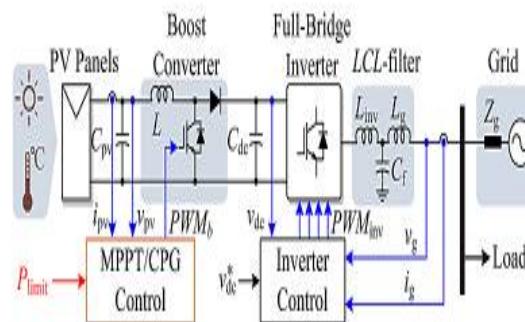 Boost
Converter
Full-Bridge
Inverter
PV Panels
LCL-filter
Grid
°C
C_pv
L
C_dc
L_inv
L_g
C_f
Z_g
i_pv
v_pv
PWM_b
v_dc
PWM_inv
v_g
i_g
Load
P_limit
MPPT/CPG
Control
v_dc^*
Inverter
Control